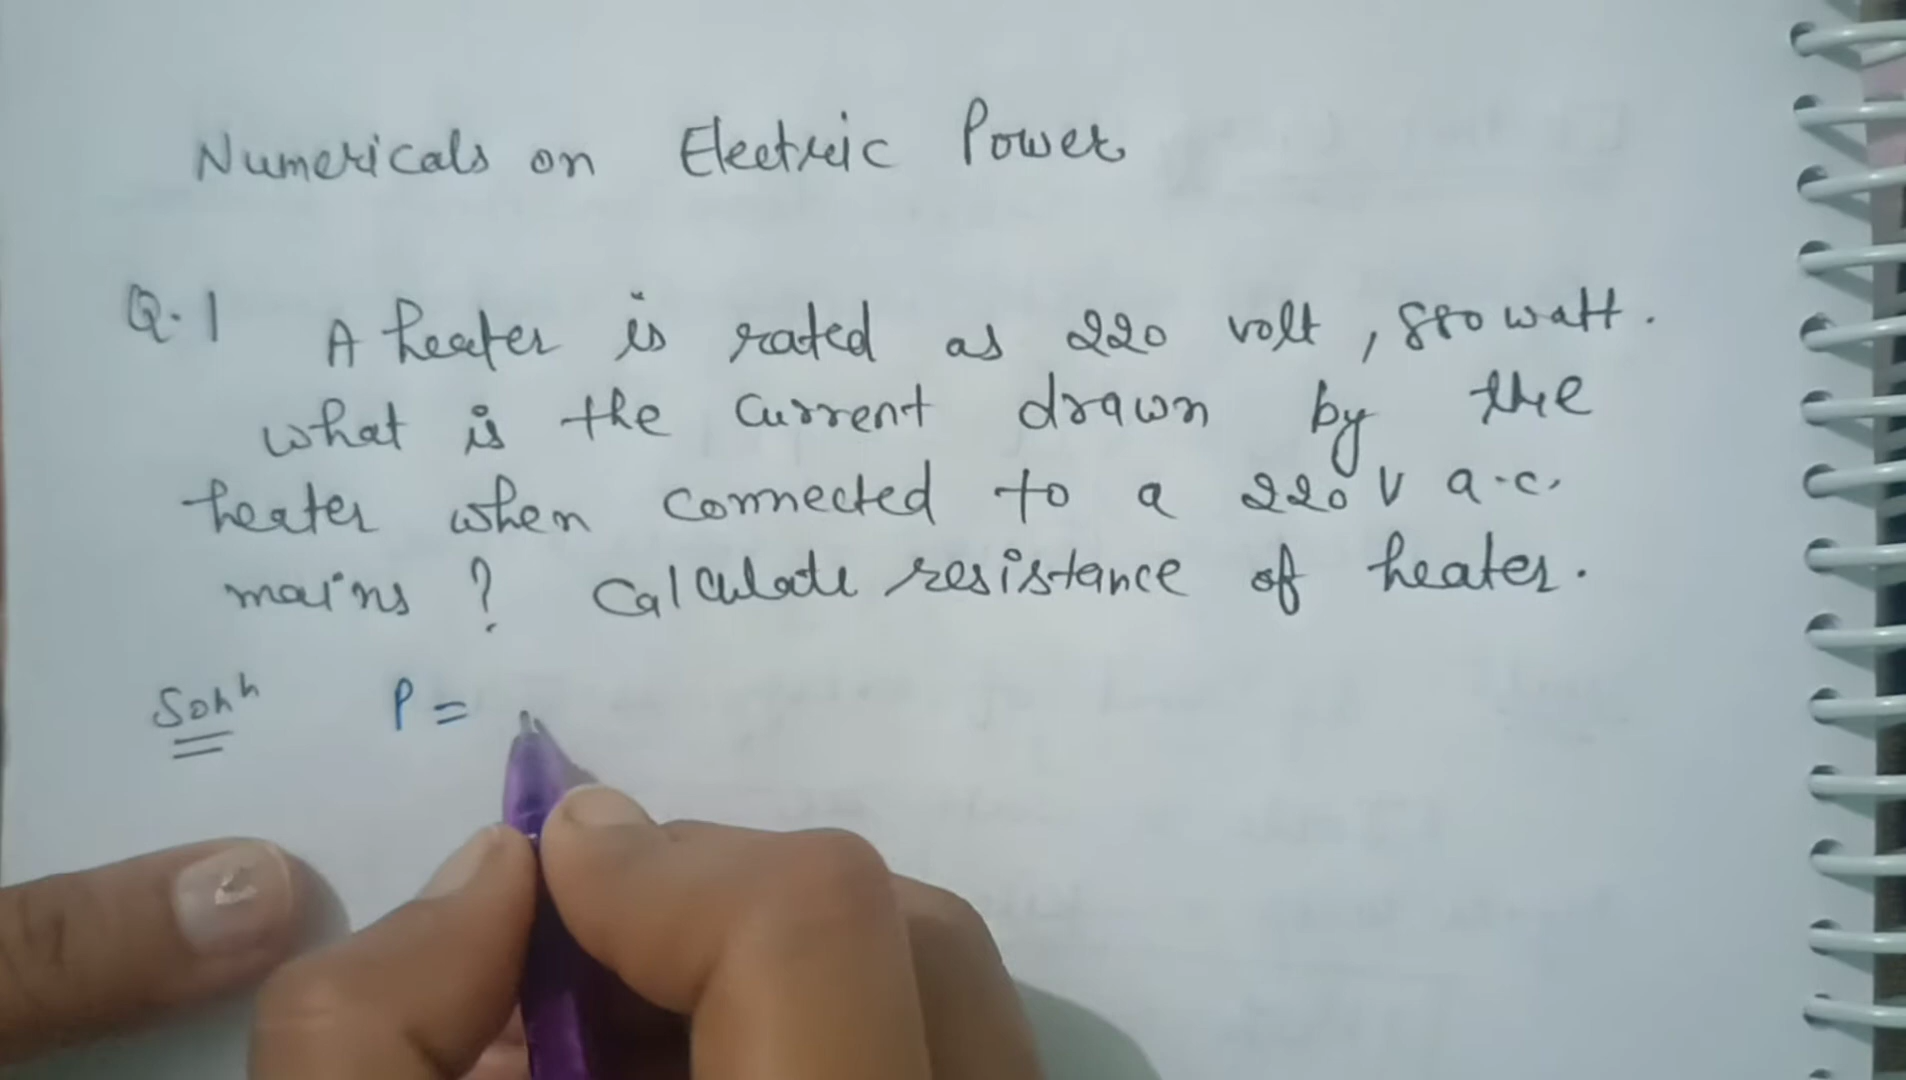 Numericals on Electric Power
Q.1 A heater is rated as 220 volt, 880 watt.
what is the current drawn by the
heater when connected to a 220 V a.c.
mains? Calculate resistance of heater.
Soln P =